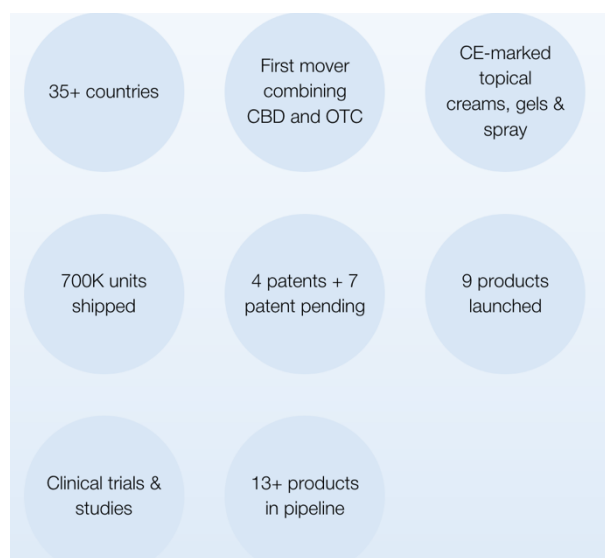 35+ countries
First mover
combining
CBD and OTC
CE-marked
topical
creams, gels &
spray
700K units
shipped
4 patents + 7
patent pending
9 products
launched
Clinical trials &
studies
13+ products
in pipeline